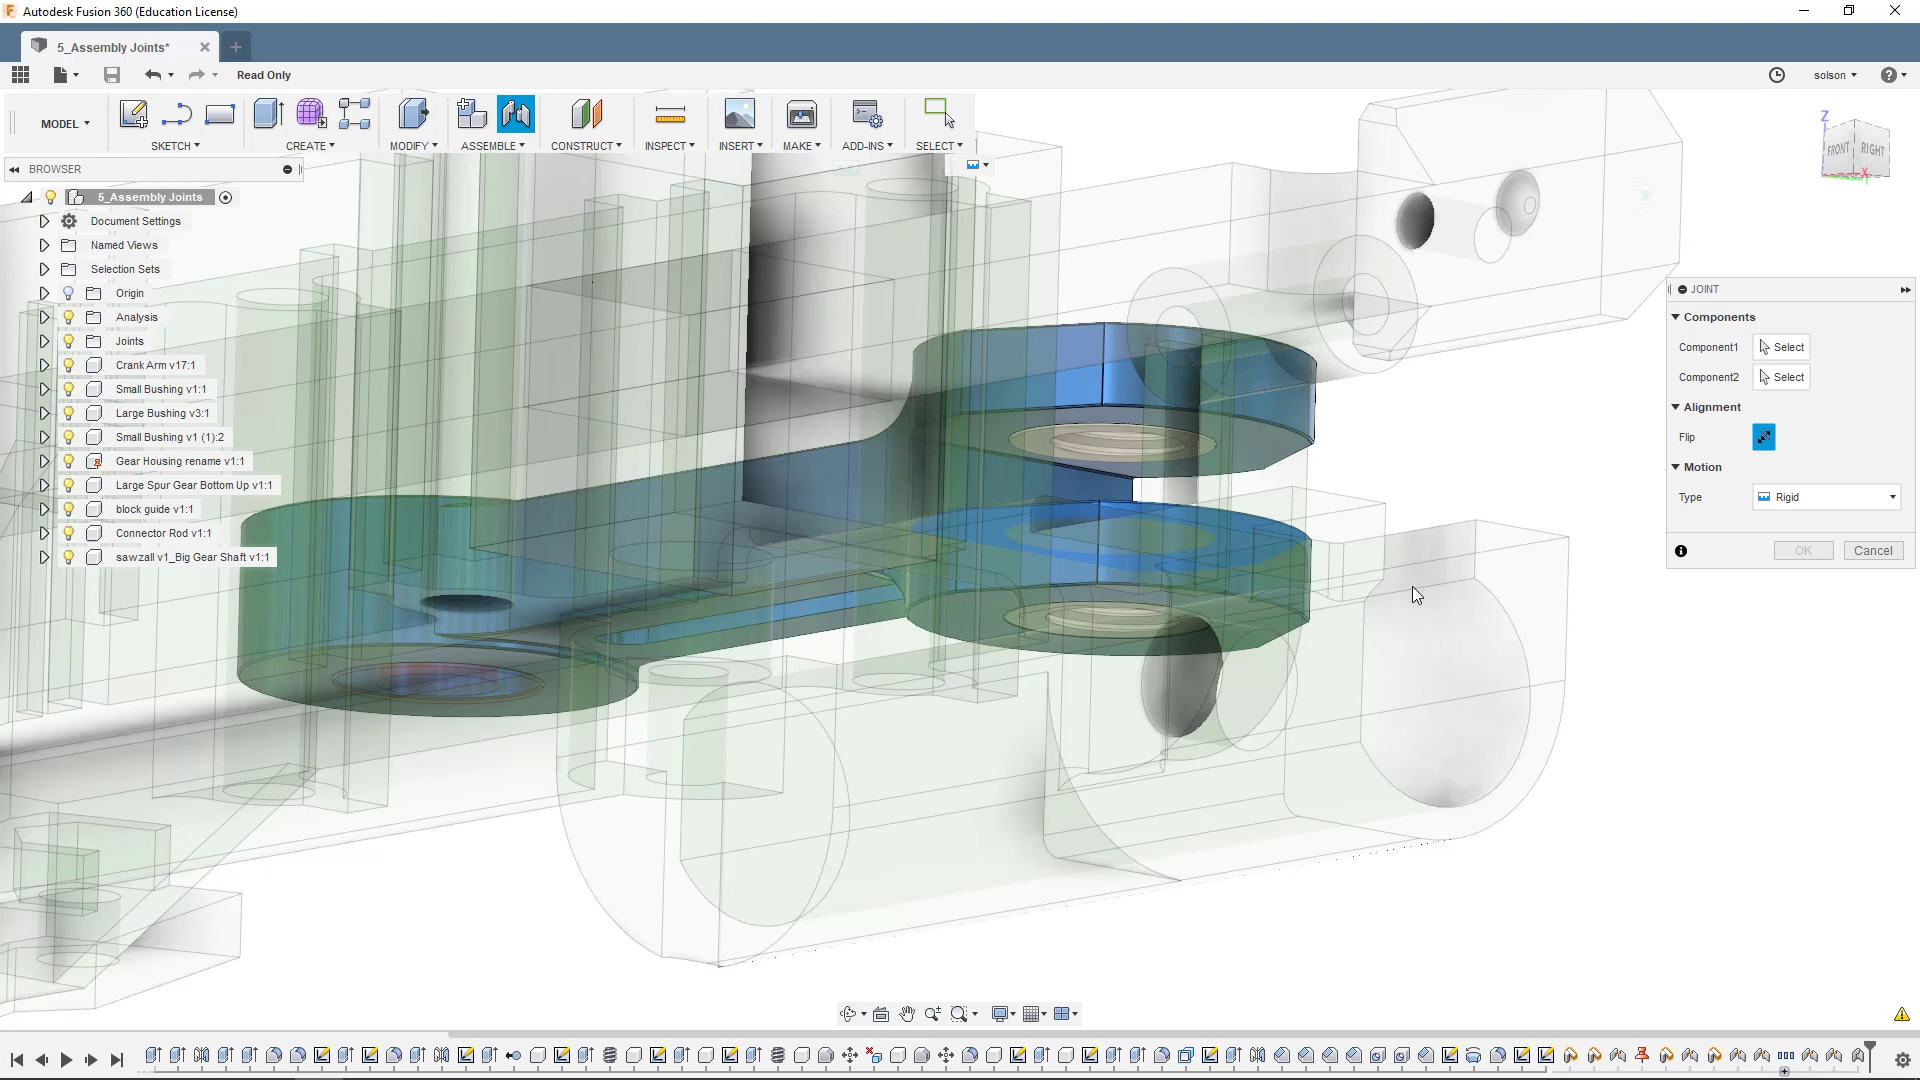 Autodesk Fusion 360 (Education License)
5_Assembly Joints*
Read Only
solson
MODEL
SKETCH
CREATE
MODIFY
ASSEMBLE
CONSTRUCT
INSPECT
INSERT
MAKE
ADD-INS
SELECT
Z
FRONT
RIGHT
X
BROWSER
5_Assembly Joints
Document Settings
Named Views
Selection Sets
Origin
Analysis
Joints
Crank Arm v17:1
Small Bushing v1:1
Large Bushing v3:1
Small Bushing v1 (1):2
Gear Housing rename v1:1
Large Spur Gear Bottom Up v1:1
block guide v1:1
Connector Rod v1:1
sawzall v1_Big Gear Shaft v1:1
JOINT
Components
Component1 Select
Component2 Select
Alignment
Flip
Motion
Type Rigid
OK Cancel